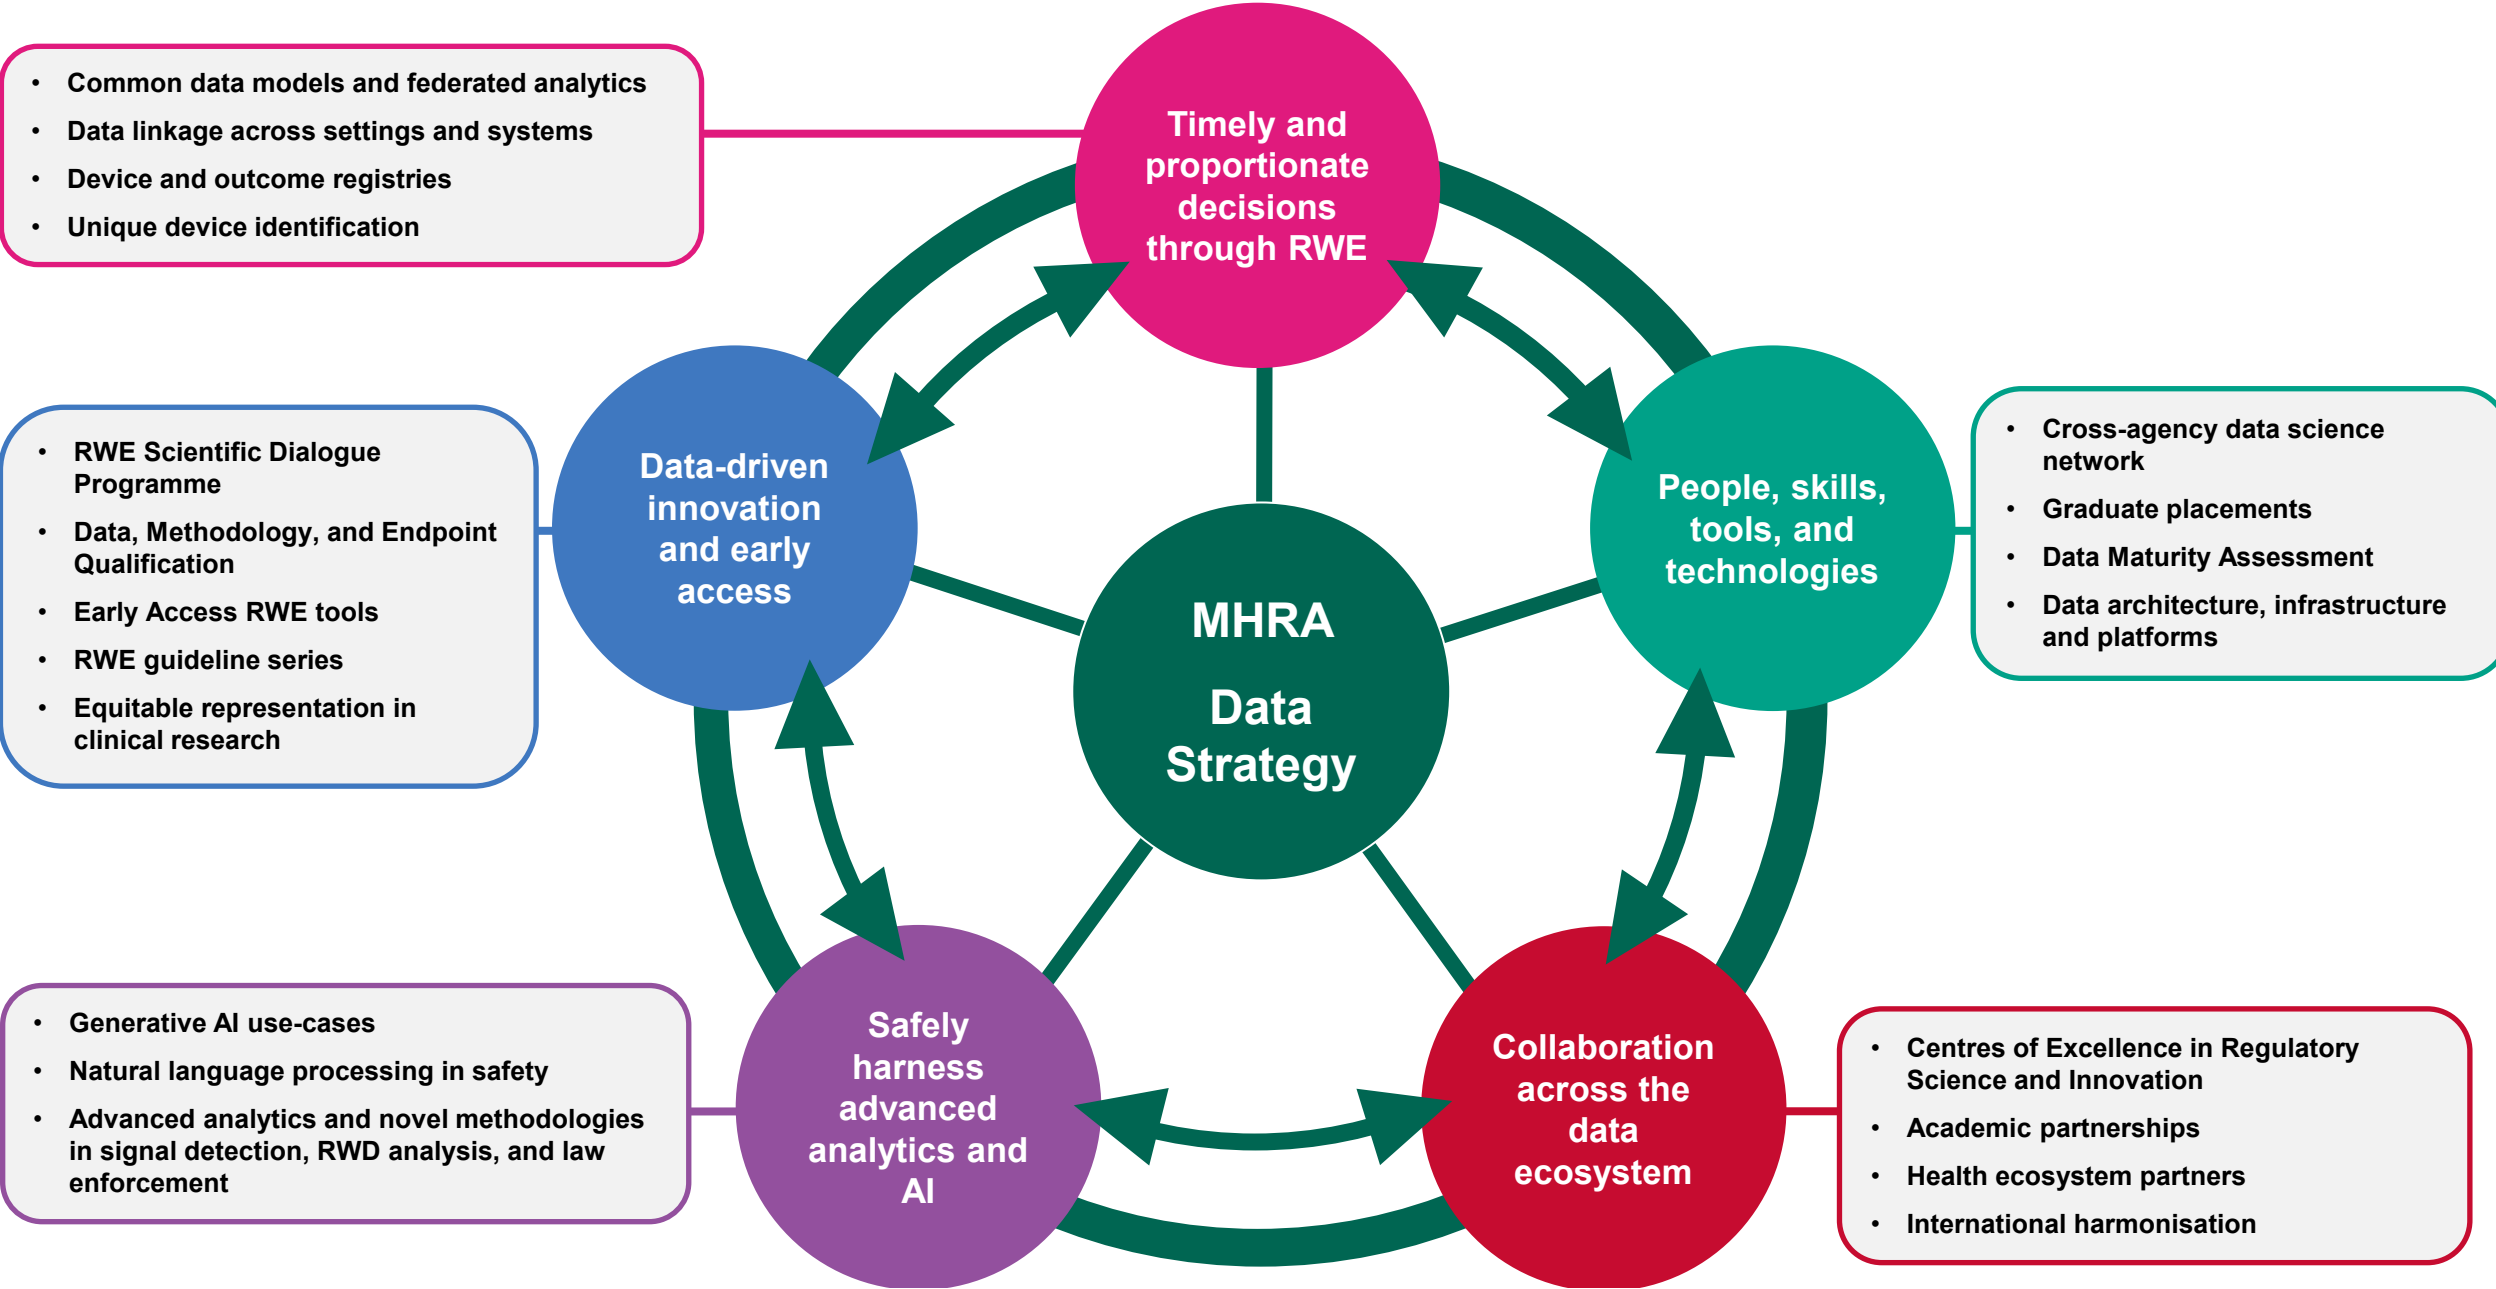 • Common data models and federated analytics
• Data linkage across settings and systems
• Device and outcome registries
• Unique device identification
Timely and
proportionate
decisions
through RWE
• RWE Scientific Dialogue
Programme
• Data, Methodology, and Endpoint
Qualification
• Early Access RWE tools
• RWE guideline series
• Equitable representation in
clinical research
Data-driven
innovation
and early
access
MHRA
Data
Strategy
People, skills,
tools, and
technologies
• Cross-agency data science
network
• Graduate placements
• Data Maturity Assessment
• Data architecture, infrastructure
and platforms
• Generative AI use-cases
• Natural language processing in safety
• Advanced analytics and novel methodologies
in signal detection, RWD analysis, and law
enforcement
Safely
harness
advanced
analytics and
AI
Collaboration
across the
data
ecosystem
• Centres of Excellence in Regulatory
Science and Innovation
• Academic partnerships
• Health ecosystem partners
• International harmonisation